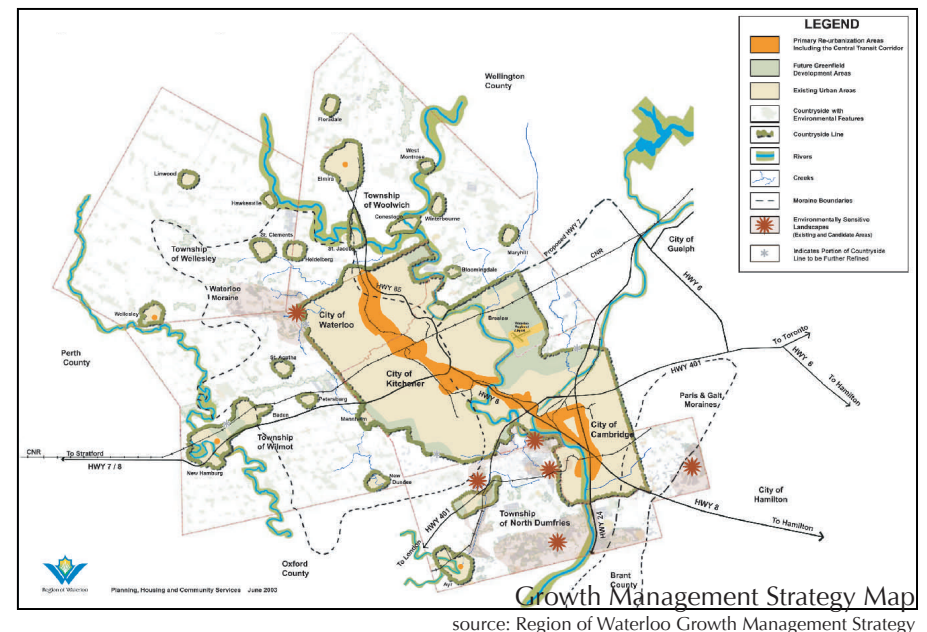 LEGEND
Primary Re-urbanization Areas
Including the Central Transit Corridor
Future Greenfield
Development Areas
Existing Urban Areas
Countryside with
Environmental Features
Countryside Line
Rivers
Creeks
Moraine Boundaries
Environmentally Sensitive
Landscapes
(Existing and Candidate Areas)
Indicates Portion of Countryside
Line to be Further Refined
Wellington
County
Floradale
West
Montrose
Linwood
Elmira
Township
of Woolwich
Hawkesville
Conestogo
Winterbourne
St. Clements
St. Jacobs
Township
of Wellesley
Heidelberg
Maryhill
Proposed HWY 7
CNR
City of
Guelph
Bloomingdale
HWY 6
Waterloo
Moraine
HWY 85
Wellesley
City of
Waterloo
Breslau
To Toronto
Perth
County
St. Agatha
City of
Kitchener
HWY 401
HWY 6
To Hamilton
HWY 8
Paris & Galt
Moraines
Petersburg
Baden
Mannheim
City of
Cambridge
Township
of Wilmot
CNR
To Stratford
HWY 7 / 8
New Hamburg
New
Dundee
City of
Hamilton
HWY 8
To Hamilton
Township
of North Dumfries
HWY 401
HWY 24
To London
Oxford
County
Ayr
Brant
County
Region of Waterloo
Planning, Housing and Community Services June 2003
Growth Management Strategy Map
source: Region of Waterloo Growth Management Strategy